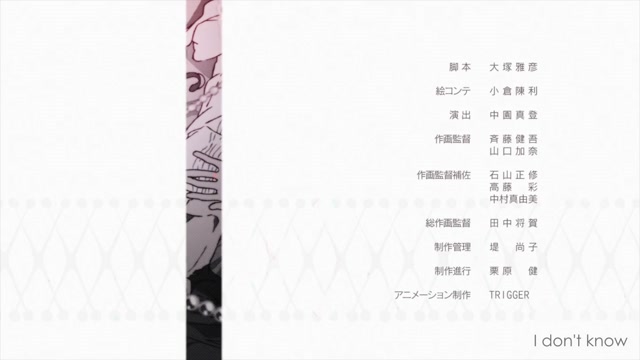 脚本 大塚雅彦
絵コンテ 小倉陳利
演出 中園真登
作画監督 斉藤健吾
山口加奈
作画監督補佐 石山正修
高藤 彩
中村真由美
総作画監督 田中将賀
制作管理 堤 尚子
制作進行 栗原 健
アニメーション制作 TRIGGER
I don't know